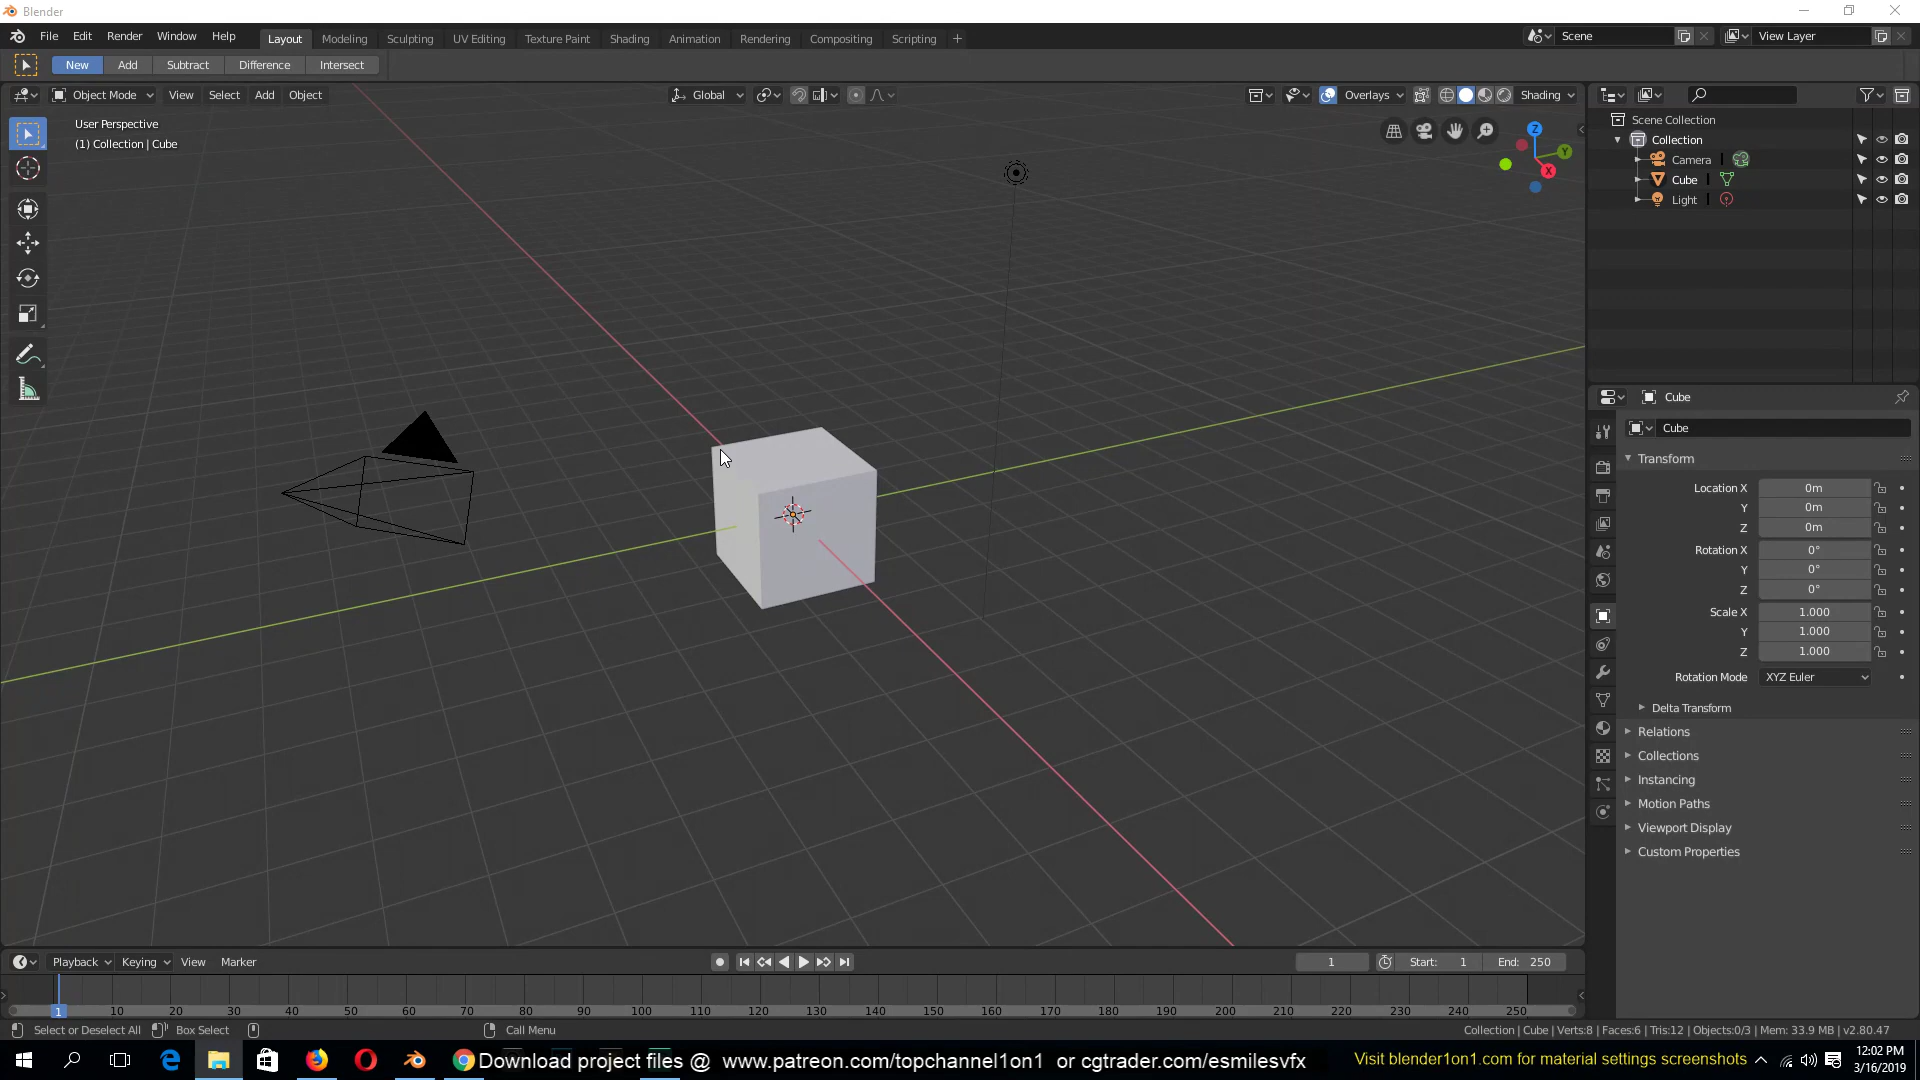 Blender
File Edit Render Window Help Layout Modeling Sculpting UV Editing Texture Paint Shading Animation Rendering Compositing Scripting + Scene View Layer
New Add Subtract Difference Intersect
Object Mode View Select Add Object Global Overlays Shading
User Perspective
(1) Collection | Cube
Z
Y
X
Scene Collection
Collection
Camera
Cube
Light
Cube
Cube
Transform
Location X 0m
Y 0m
Z 0m
Rotation X 0°
Y 0°
Z 0°
Scale X 1.000
Y 1.000
Z 1.000
Rotation Mode XYZ Euler
Delta Transform
Relations
Collections
Instancing
Motion Paths
Viewport Display
Custom Properties
Playback Keying View Marker 1 Start: 1 End: 250
1 10 20 30 40 50 60 70 80 90 100 110 120 130 140 150 160 170 180 190 200 210 220 230 240 250
Select or Deselect All Box Select Call Menu Collection | Cube | Verts:8 | Faces:6 | Tris:12 | Objects:0/3 | Mem: 33.9 MB | v2.80.47
Download project files @ www.patreon.com/topchannel1on1 or cgtrader.com/esmilesvfx Visit blender1on1.com for material settings screenshots
12:02 PM
3/16/2019